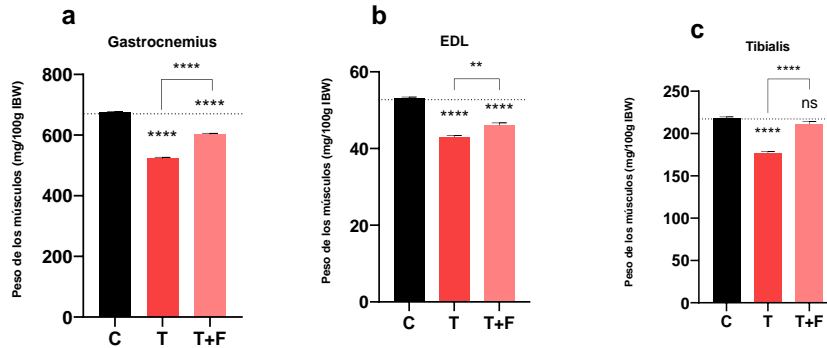 a
Gastrocnemius
Peso de los músculos (mg/100g IBW)
800
600
400
200
0
****
****
****
C T T+F
b
EDL
Peso de los músculos (mg/100g IBW)
60
40
20
0
**
****
****
C T T+F
c
Tibialis
Peso de los músculos (mg/100g IBW)
250
200
150
100
50
0
****
ns
****
C T T+F